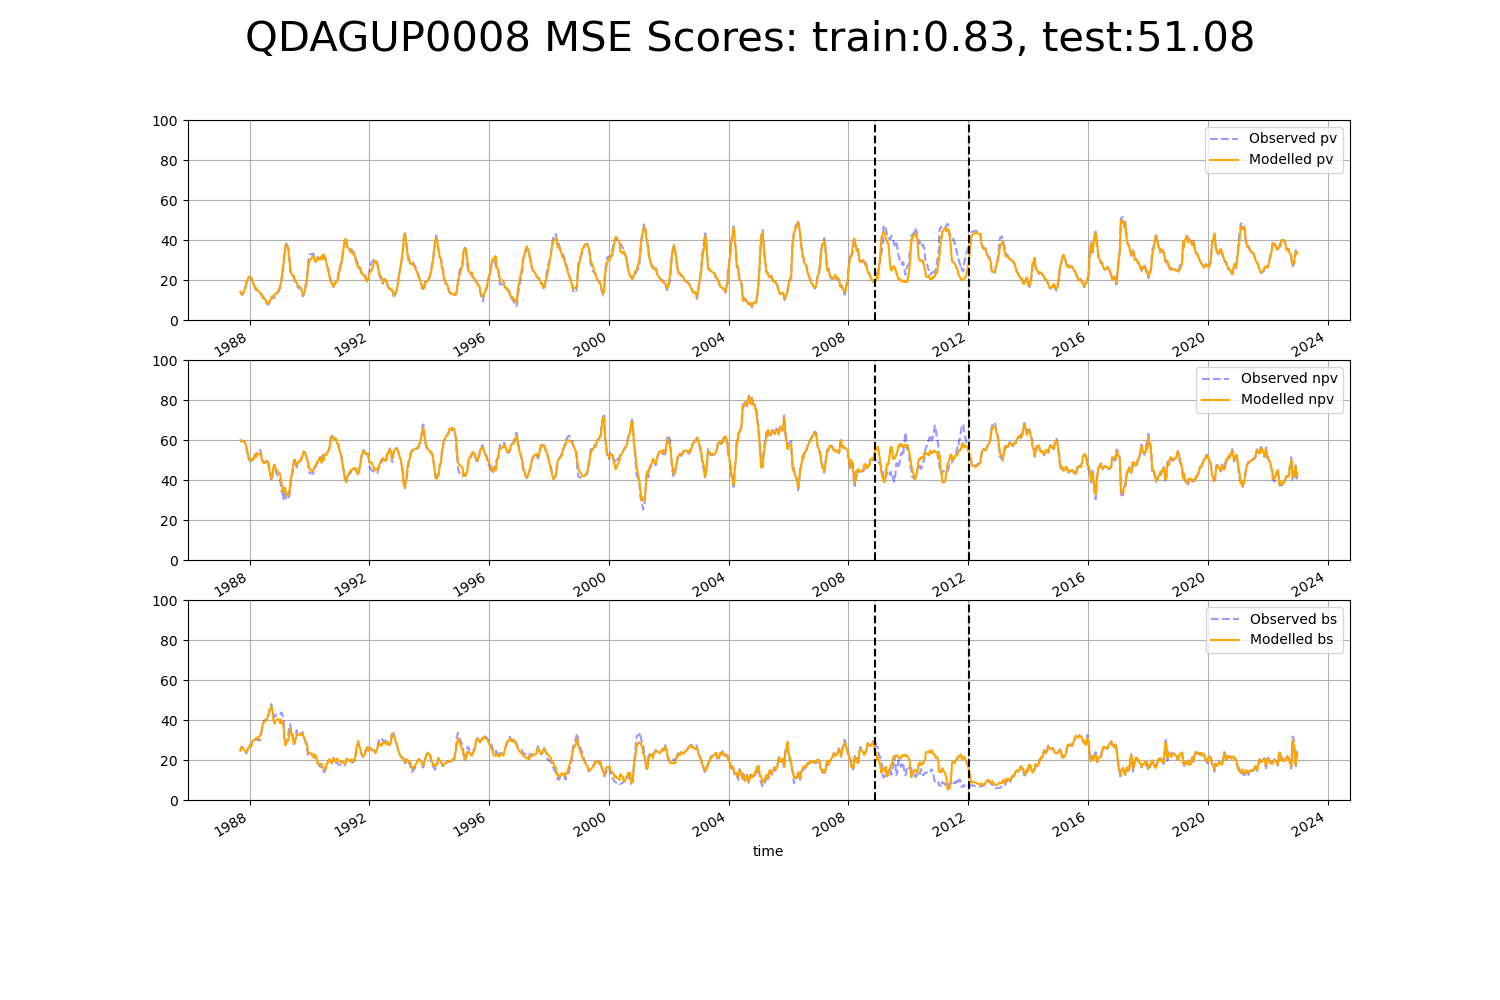 QDAGUP0008 MSE Scores: train:0.83, test:51.08
100
80
60
40
20
0
Observed pv
Modelled pv
1988 1992 1996 2000 2004 2008 2012 2016 2020 2024
100
80
60
40
20
0
Observed npv
Modelled npv
1988 1992 1996 2000 2004 2008 2012 2016 2020 2024
100
80
60
40
20
0
Observed bs
Modelled bs
1988 1992 1996 2000 2004 2008 2012 2016 2020 2024
time